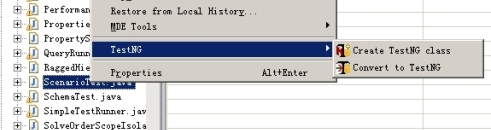 Performan
Restore from Local History...
Propertie
MDE Tools
PropertyS
QueryRunn
TestNG
Create TestNG class
RaggedHie
Convert to TestNG
Properties Alt+Enter
ScenarioTest.java
SchemaTest.java
SimpleTestRunner.jav
SolveOrderScopeIsola